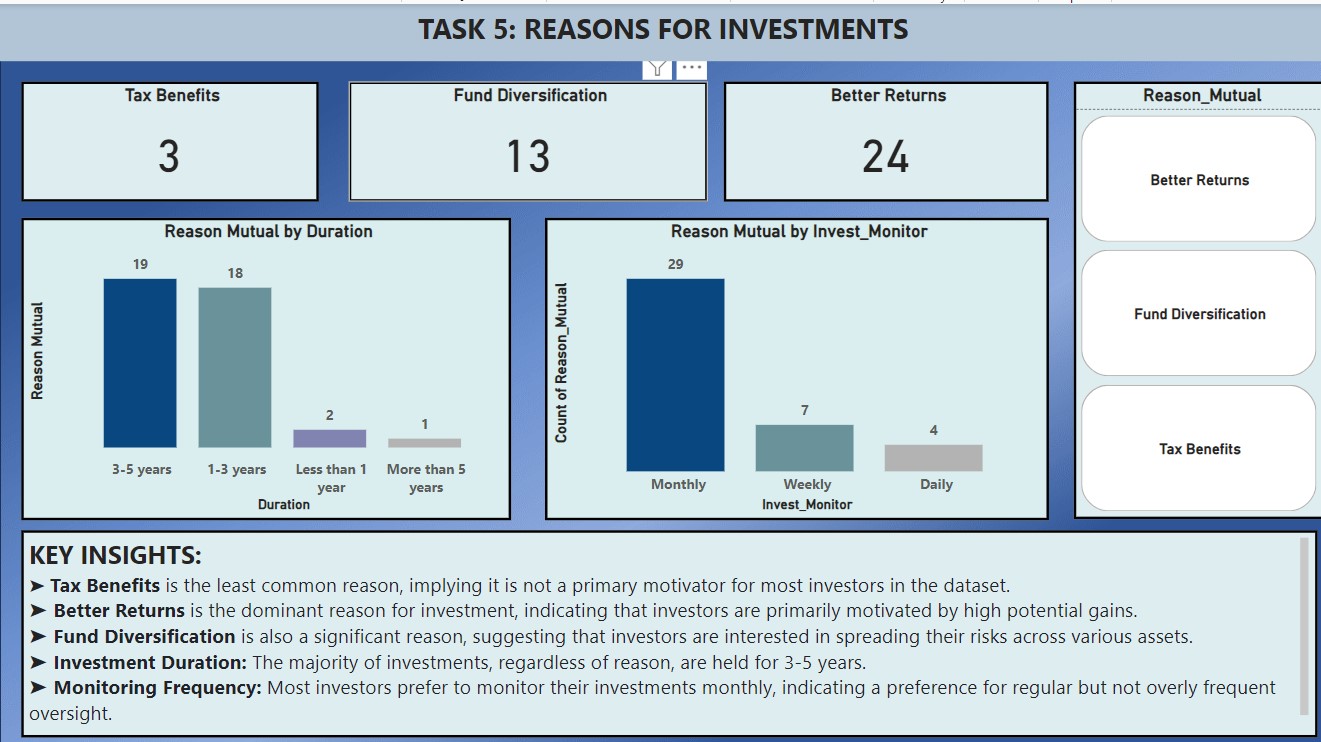 TASK 5: REASONS FOR INVESTMENTS
Tax Benefits
3
Fund Diversification
13
Better Returns
24
Reason_Mutual
Better Returns
Fund Diversification
Tax Benefits
Reason Mutual by Duration
Reason Mutual
19
18
2
1
3-5 years
1-3 years
Less than 1
year
More than 5
years
Duration
Reason Mutual by Invest_Monitor
Count of Reason_Mutual
29
7
4
Monthly
Weekly
Daily
Invest_Monitor
KEY INSIGHTS:
➤ Tax Benefits is the least common reason, implying it is not a primary motivator for most investors in the dataset.
➤ Better Returns is the dominant reason for investment, indicating that investors are primarily motivated by high potential gains.
➤ Fund Diversification is also a significant reason, suggesting that investors are interested in spreading their risks across various assets.
➤ Investment Duration: The majority of investments, regardless of reason, are held for 3-5 years.
➤ Monitoring Frequency: Most investors prefer to monitor their investments monthly, indicating a preference for regular but not overly frequent
oversight.